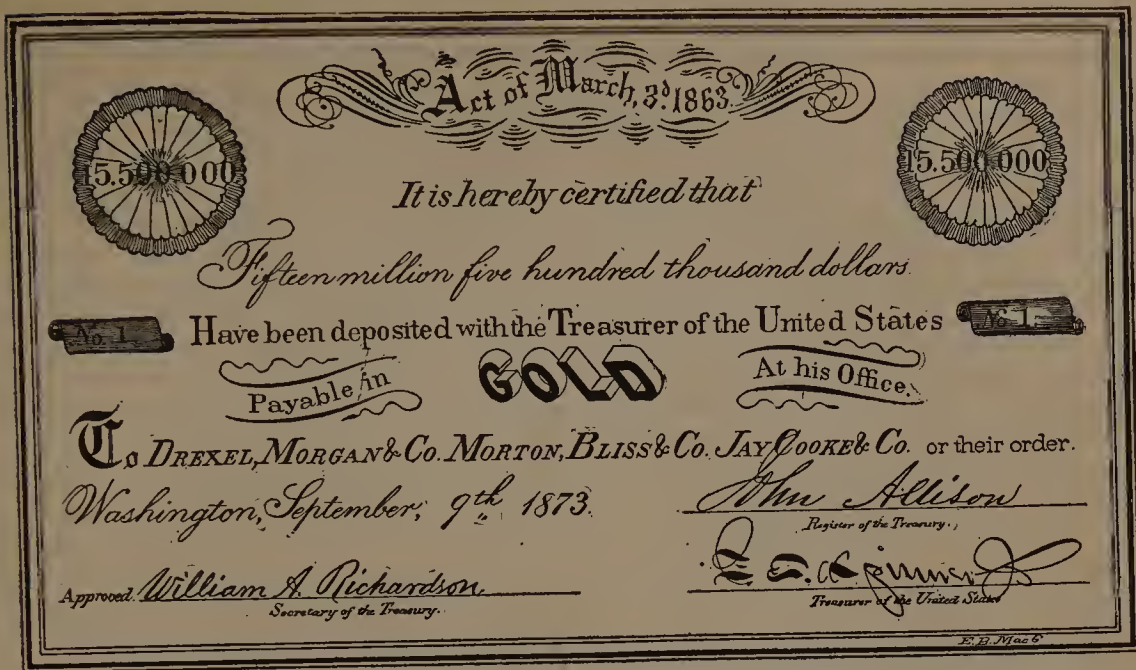 Act of March, 3ᵈ 1863.
15.500 000
15.500 000
It is hereby certified that
Fifteen million five hundred thousand dollars.
No. 1
Have been deposited with the Treasurer of the United States
No. 1.
Payable in
GOLD
At his Office.
To DREXEL, MORGAN & Co. MORTON, BLISS & Co. JAY COOKE & Co. or their order.
Washington, September, 9th 1873.
John Allison
Register of the Treasury.
Approved. William A. Richardson
Secretary of the Treasury.
Treasurer of the United States